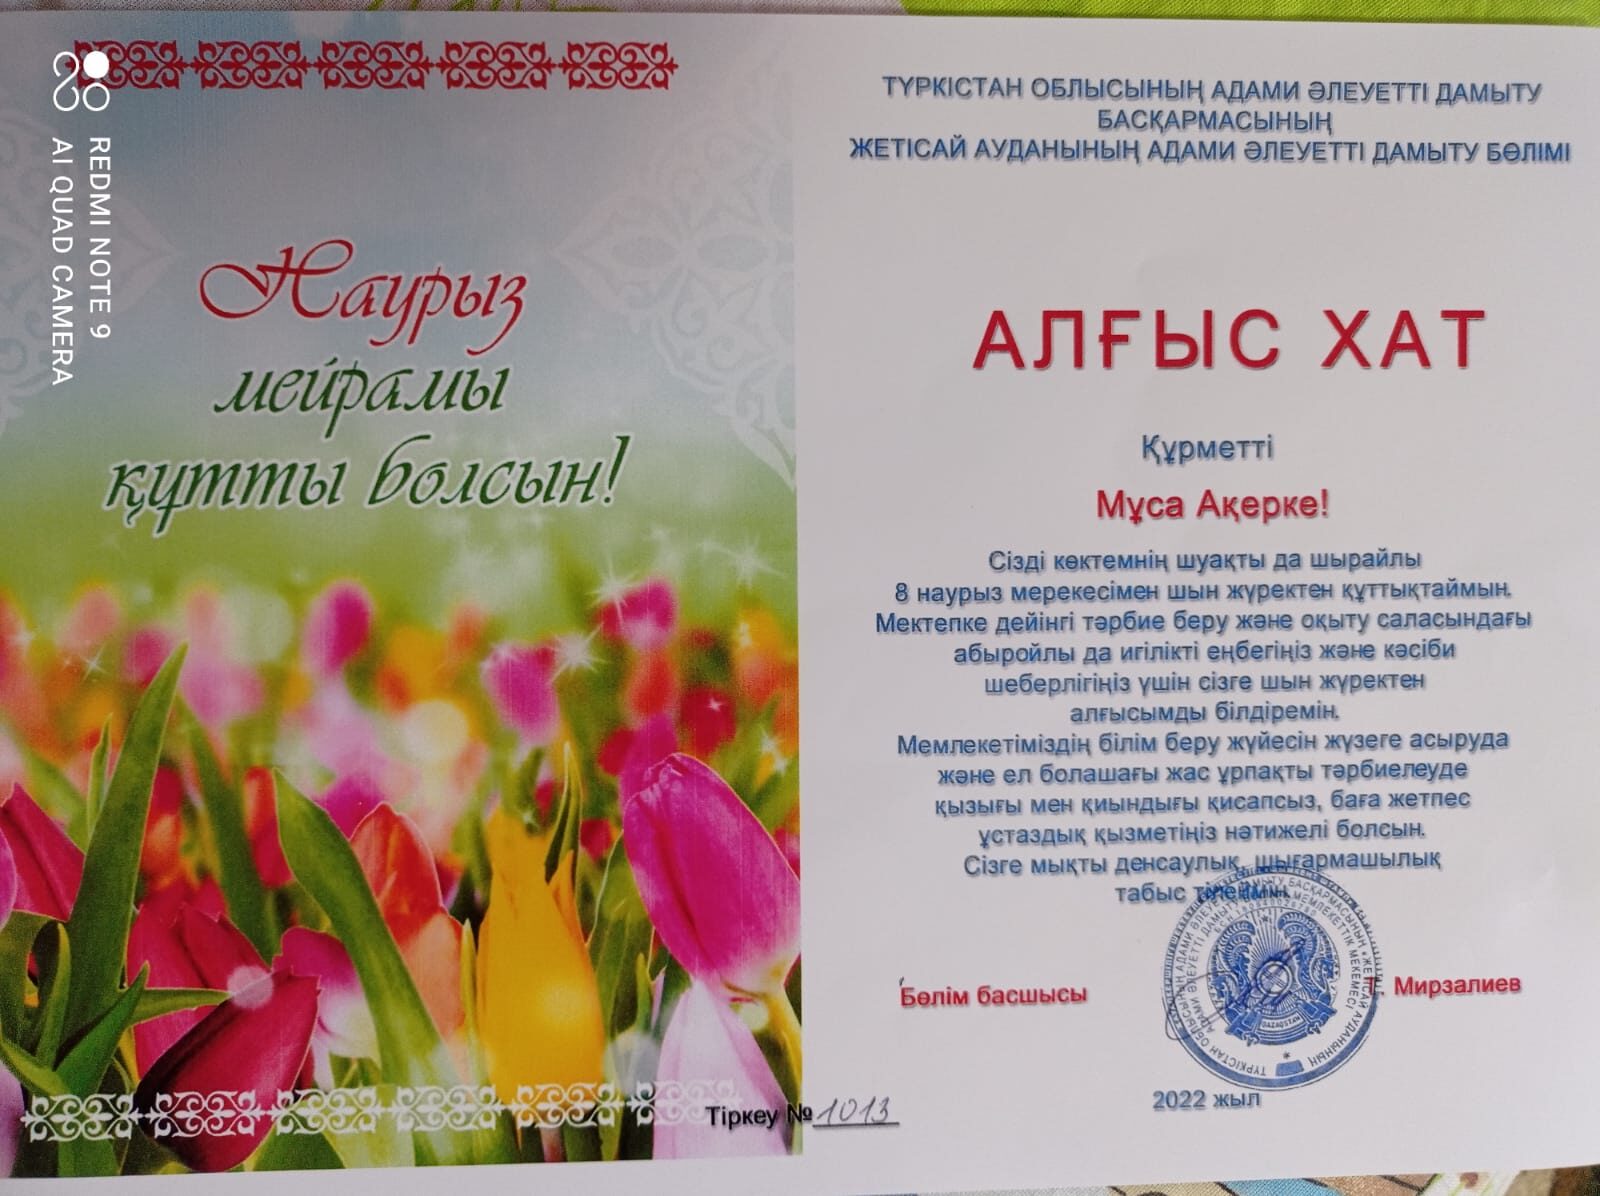 REDMI NOTE 9
AI QUAD CAMERA
Наурыз
мейрамы
құтты болсын!
ТҮРКІСТАН ОБЛЫСЫНЫҢ АДАМИ ӘЛЕУЕТТІ ДАМЫТУ
БАСҚАРМАСЫНЫҢ
ЖЕТІСАЙ АУДАНЫНЫҢ АДАМИ ӘЛЕУЕТТІ ДАМЫТУ БӨЛІМІ
АЛҒЫС ХАТ
Құрметті
Мұса Ақерке!
Сізді көктемнің шуақты да шырайлы
8 наурыз мерекесімен шын жүректен құттықтаймын.
Мектепке дейінгі тәрбие беру және оқыту саласындағы
абыройлы да игілікті еңбегіңіз және кәсіби
шеберлігіңіз үшін сізге шын жүректен
алғысымды білдіремін.
Мемлекетіміздің білім беру жүйесін жүзеге асыруда
және ел болашағы жас ұрпақты тәрбиелеуде
қызығы мен қиындығы қисапсыз, баға жетпес
ұстаздық қызметіңіз нәтижелі болсын.
Сізге мықты денсаулық, шығармашылық
табыс тілеймін.
Бөлім басшысы Мирзалиев
QAZAQSTAN
2022 жыл
Тіркеу № 1013